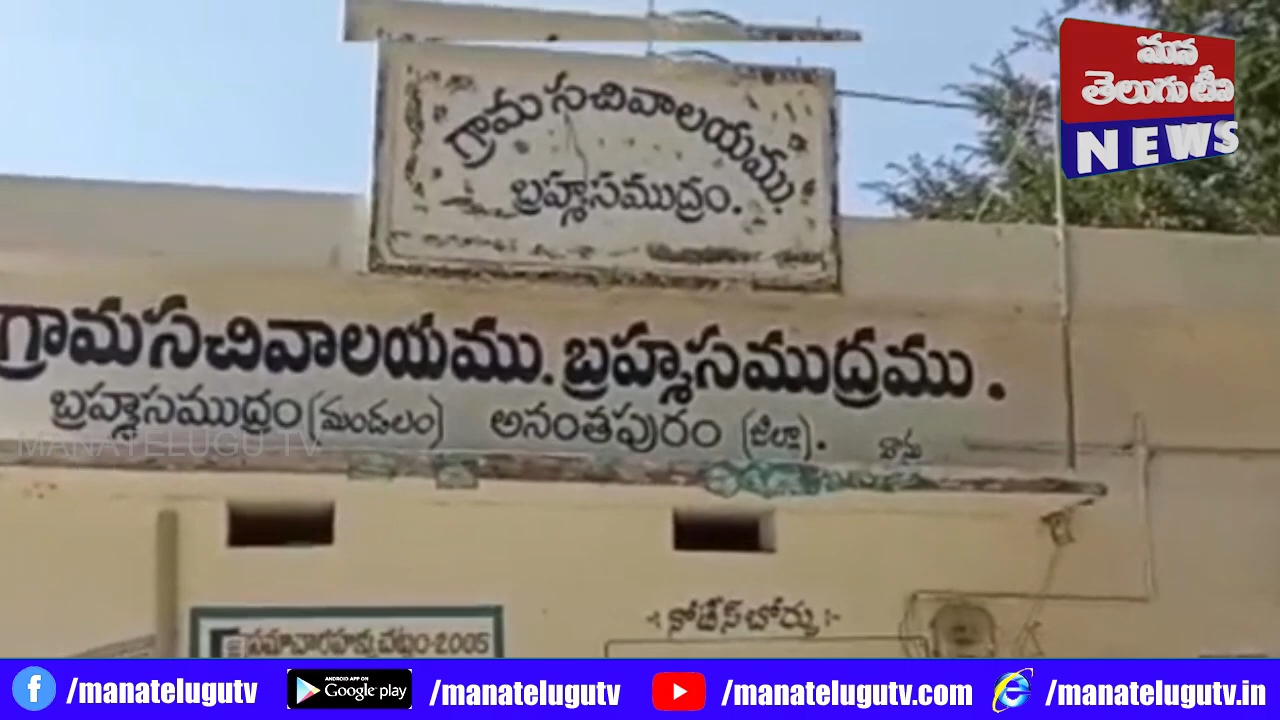 మన
తెలుగు టీవి
NEWS
గ్రామ సచివాలయము
బ్రహ్మసముద్రం.
గ్రామ సచివాలయము. బ్రహ్మసముద్రము.
బ్రహ్మసముద్రం (మండలం) అనంతపురం (జిల్లా).
MANATELUGU TV
నోటీస్ బోర్డు
సమాచారహక్కు చట్టం-2005
/manatelugutv ANDROID APP ON Google play /manatelugutv /manatelugutv.com /manatelugutv.in